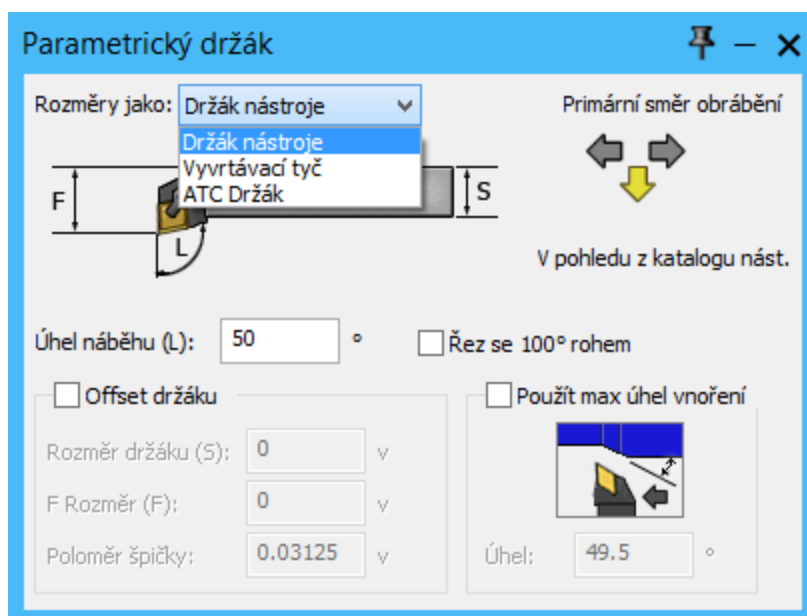 Parametrický držák
Rozměry jako: Držák nástroje
Primární směr obrábění
Držák nástroje
Vyvrtávací tyč
ATC Držák
F
S
L
V pohledu z katalogu nást.
Úhel náběhu (L): 50 °
Řez se 100° rohem
Offset držáku
Použít max úhel vnoření
Rozměr držáku (S): 0 v
F Rozměr (F): 0 v
Poloměr špičky: 0.03125 v
Úhel: 49.5 °